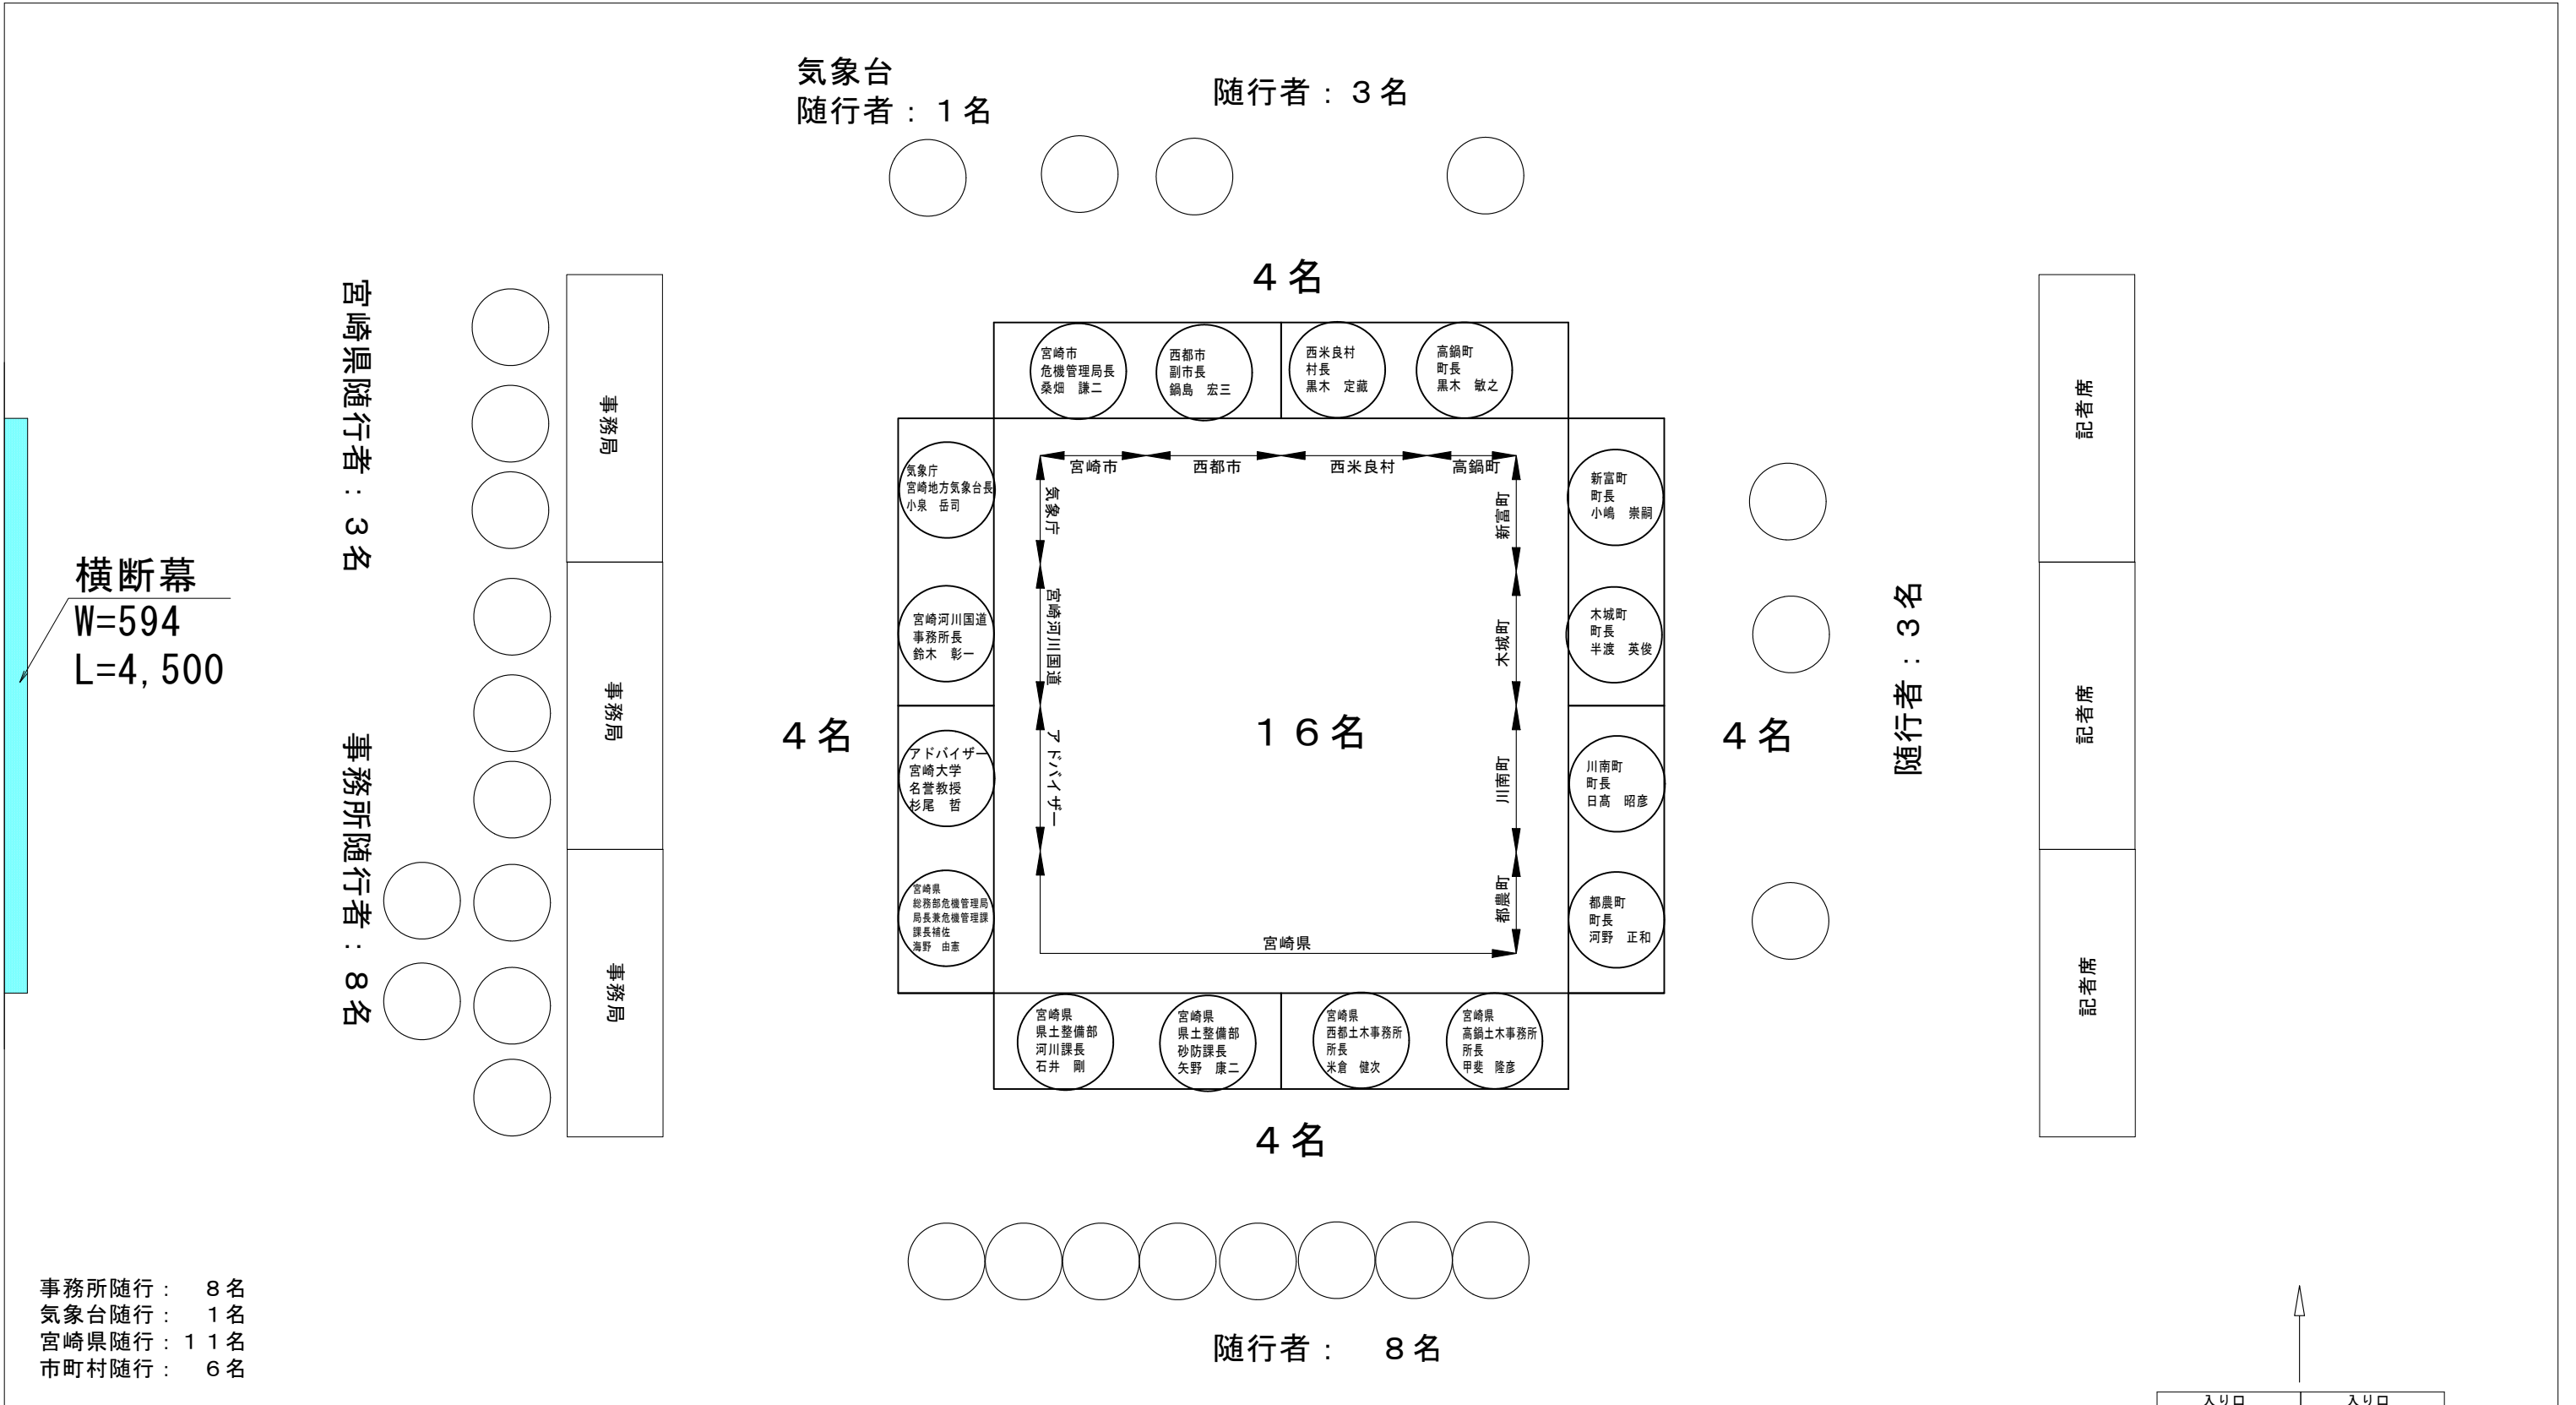 気象台
随行者：１名
随行者：３名
４名
宮崎県随行者：３名
事務所随行者：８名
横断幕
W=594
L=4,500
事務局
事務局
事務局
宮崎市
危機管理局長
桑畑　謙二
西都市
副市長
鍋島　宏三
西米良村
村長
黒木　定藏
高鍋町
町長
黒木　敏之
気象庁
宮崎地方気象台長
小泉　岳司
宮崎河川国道
事務所長
鈴木　彰一
４名
アドバイザー
宮崎大学
名誉教授
杉尾　哲
宮崎県
総務部危機管理局
局長兼危機管理課
課長補佐
海野　由憲
宮崎市
西都市
西米良村
高鍋町
気象庁
宮崎河川国道
アドバイザー
１６名
新富町
木城町
川南町
都農町
宮崎県
新富町
町長
小嶋　崇嗣
木城町
町長
半渡　英俊
４名
川南町
町長
日髙　昭彦
都農町
町長
河野　正和
随行者：３名
記者席
記者席
記者席
宮崎県
県土整備部
河川課長
石井　剛
宮崎県
県土整備部
砂防課長
矢野　康二
宮崎県
西都土木事務所
所長
米倉　健次
宮崎県
高鍋土木事務所
所長
甲斐　隆彦
４名
随行者：　８名
事務所随行：　８名
気象台随行：　１名
宮崎県随行：１１名
市町村随行：　６名
入り口
入り口